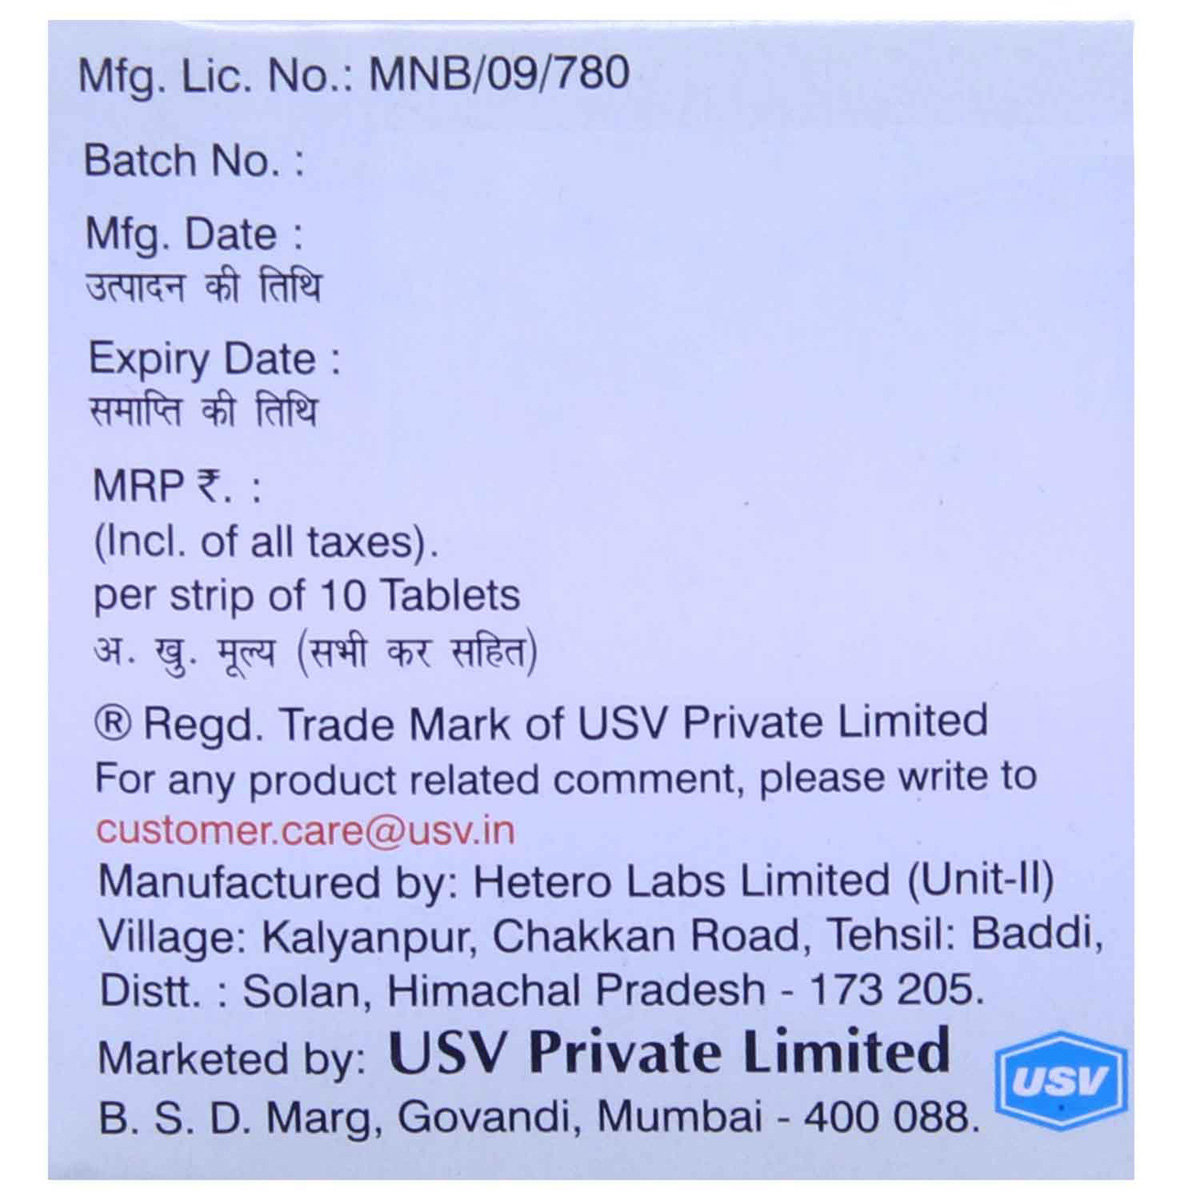 Mfg. Lic. No.: MNB/09/780
Batch No. :
Mfg. Date :
उत्पादन की तिथि
Expiry Date :
समाप्ति की तिथि
MRP ₹. :
(Incl. of all taxes).
per strip of 10 Tablets
अ. खु. मूल्य (सभी कर सहित)
® Regd. Trade Mark of USV Private Limited
For any product related comment, please write to
customer.care@usv.in
Manufactured by: Hetero Labs Limited (Unit-II)
Village: Kalyanpur, Chakkan Road, Tehsil: Baddi,
Distt. : Solan, Himachal Pradesh - 173 205.
Marketed by: USV Private Limited
B. S. D. Marg, Govandi, Mumbai - 400 088.
USV